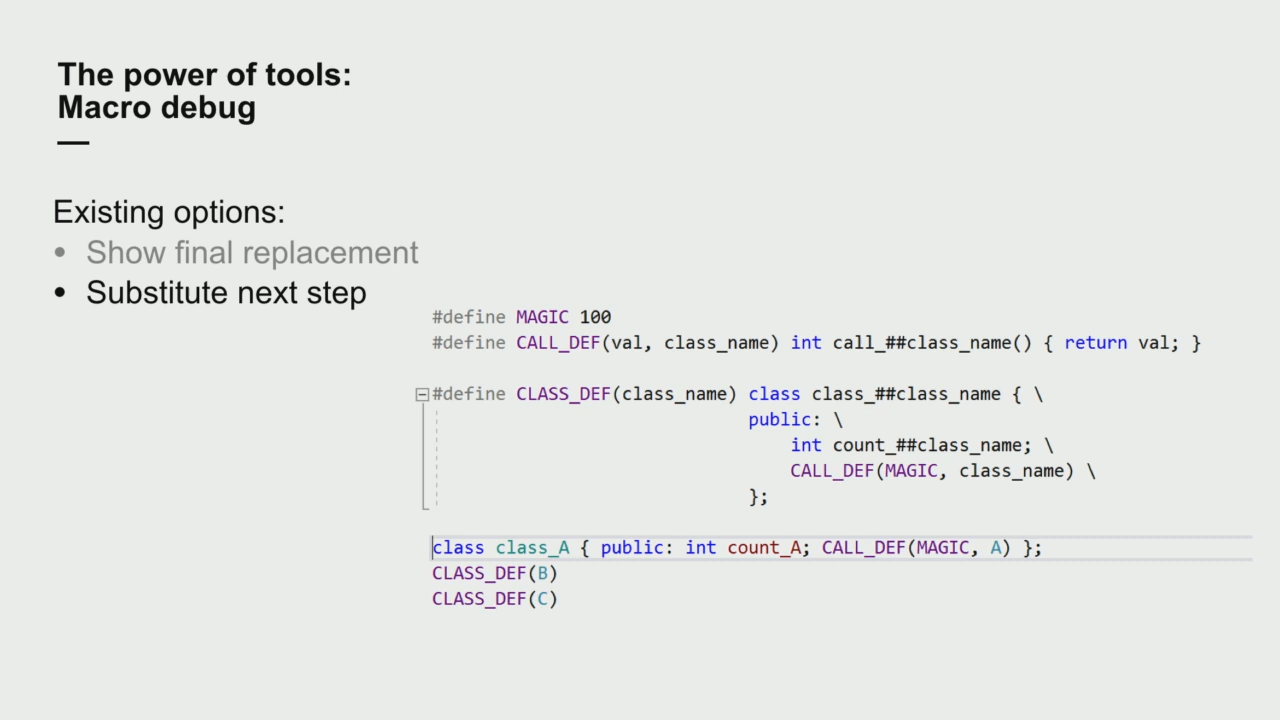 The power of tools:
Macro debug
Existing options:
• Show final replacement
• Substitute next step
#define MAGIC 100
#define CALL_DEF(val, class_name) int call_##class_name() { return val; }
#define CLASS_DEF(class_name) class class_##class_name { \
public: \
int count_##class_name; \
CALL_DEF(MAGIC, class_name) \
};
class class_A { public: int count_A; CALL_DEF(MAGIC, A) };
CLASS_DEF(B)
CLASS_DEF(C)